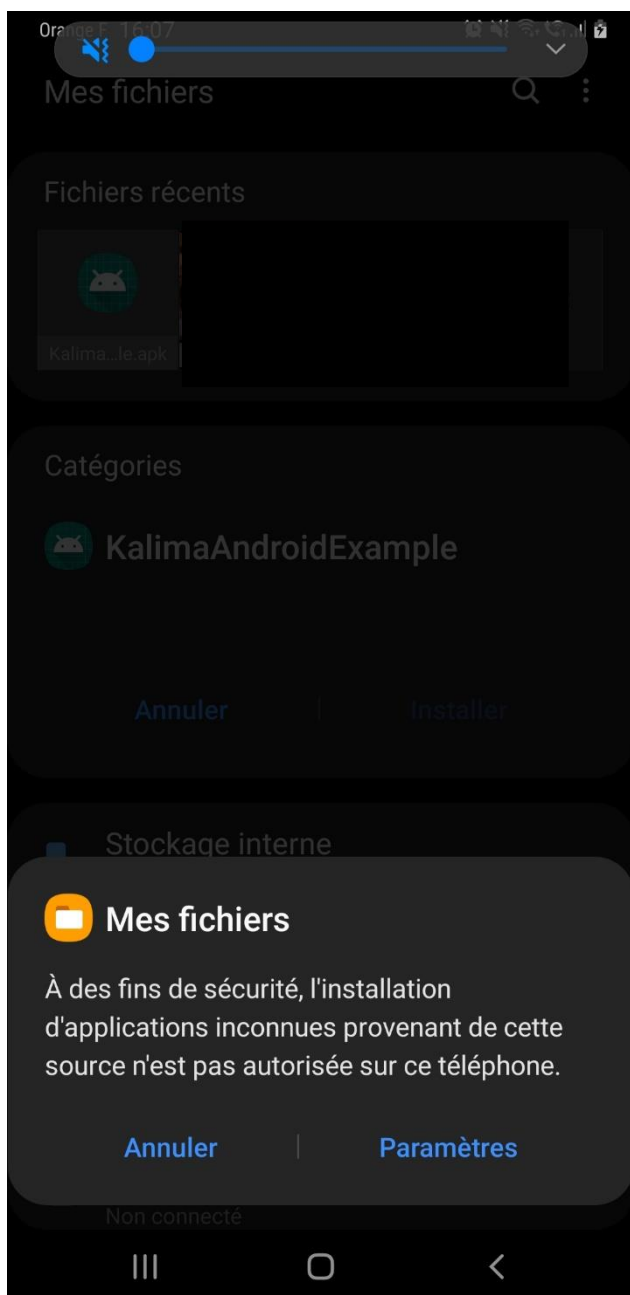 Orange F 16:07
Mes fichiers
Fichiers récents
Kalima...le.apk
Catégories
KalimaAndroidExample
Annuler
Installer
Stockage interne
Mes fichiers
À des fins de sécurité, l'installation
d'applications inconnues provenant de cette
source n'est pas autorisée sur ce téléphone.
Annuler
Paramètres
Non connecté